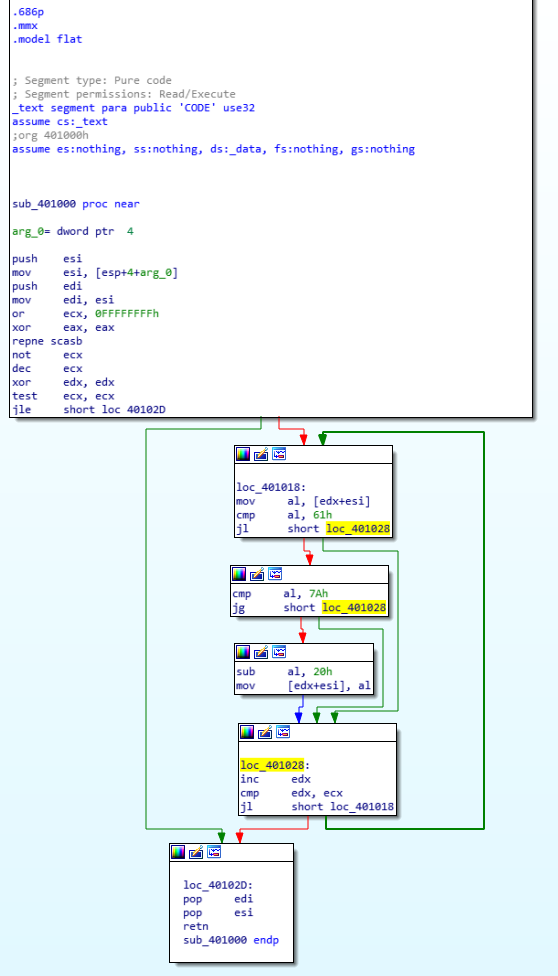 .686p
.mmx
.model flat
; Segment type: Pure code
; Segment permissions: Read/Execute
_text segment para public 'CODE' use32
assume cs:_text
;org 401000h
assume es:nothing, ss:nothing, ds:_data, fs:nothing, gs:nothing
sub_401000 proc near
arg_0= dword ptr  4
push    esi
mov     esi, [esp+4+arg_0]
push    edi
mov     edi, esi
or      ecx, 0FFFFFFFFh
xor     eax, eax
repne scasb
not     ecx
dec     ecx
xor     edx, edx
test    ecx, ecx
jle     short loc_40102D
loc_401018:
mov     al, [edx+esi]
cmp     al, 61h
jl      short loc_401028
cmp     al, 7Ah
jg      short loc_401028
sub     al, 20h
mov     [edx+esi], al
loc_401028:
inc     edx
cmp     edx, ecx
jl      short loc_401018
loc_40102D:
pop     edi
pop     esi
retn
sub_401000 endp